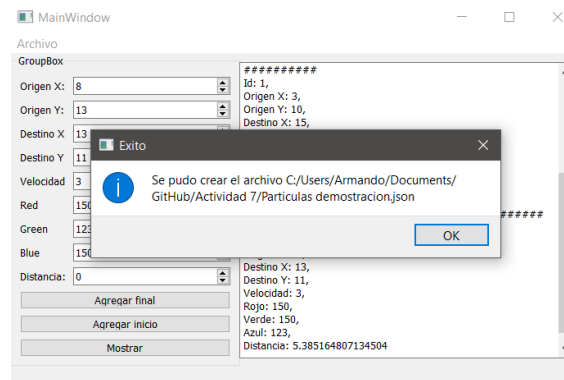 MainWindow
Archivo
GroupBox
Origen X: 8
Origen Y: 13
Destino X 13
Destino Y 11
Velocidad 3
Red 150
Green 123
Blue 150
Distancia: 0
Agregar final
Agregar inicio
Mostrar
##########
Id: 1,
Origen X: 3,
Origen Y: 10,
Destino X: 15,
Exito
Se pudo crear el archivo C:/Users/Armando/Documents/
GitHub/Actividad 7/Particulas demostracion.json
OK
######
Destino X: 13,
Destino Y: 11,
Velocidad: 3,
Rojo: 150,
Verde: 150,
Azul: 123,
Distancia: 5.385164807134504